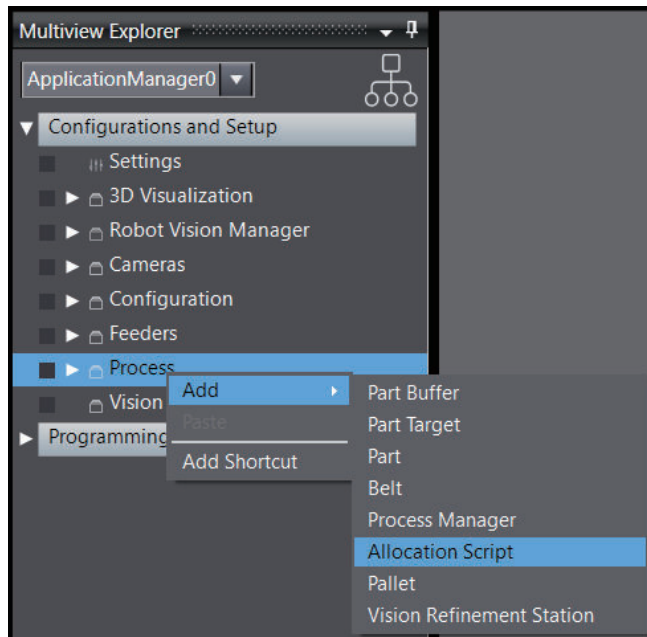 Multiview Explorer
ApplicationManager0
Configurations and Setup
Settings
3D Visualization
Robot Vision Manager
Cameras
Configuration
Feeders
Process
Vision
Programming
Add
Paste
Add Shortcut
Part Buffer
Part Target
Part
Belt
Process Manager
Allocation Script
Pallet
Vision Refinement Station